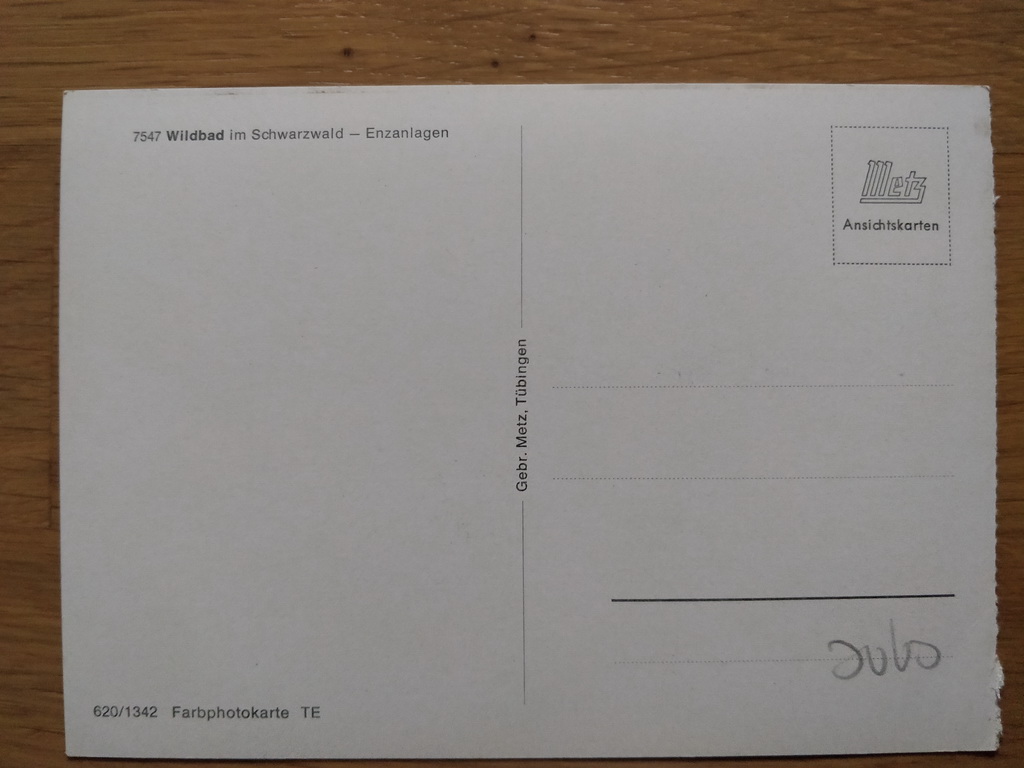 7547 Wildbad im Schwarzwald — Enzanlagen
Metz
Ansichtskarten
Gebr. Metz, Tübingen
620/1342 Farbphotokarte TE